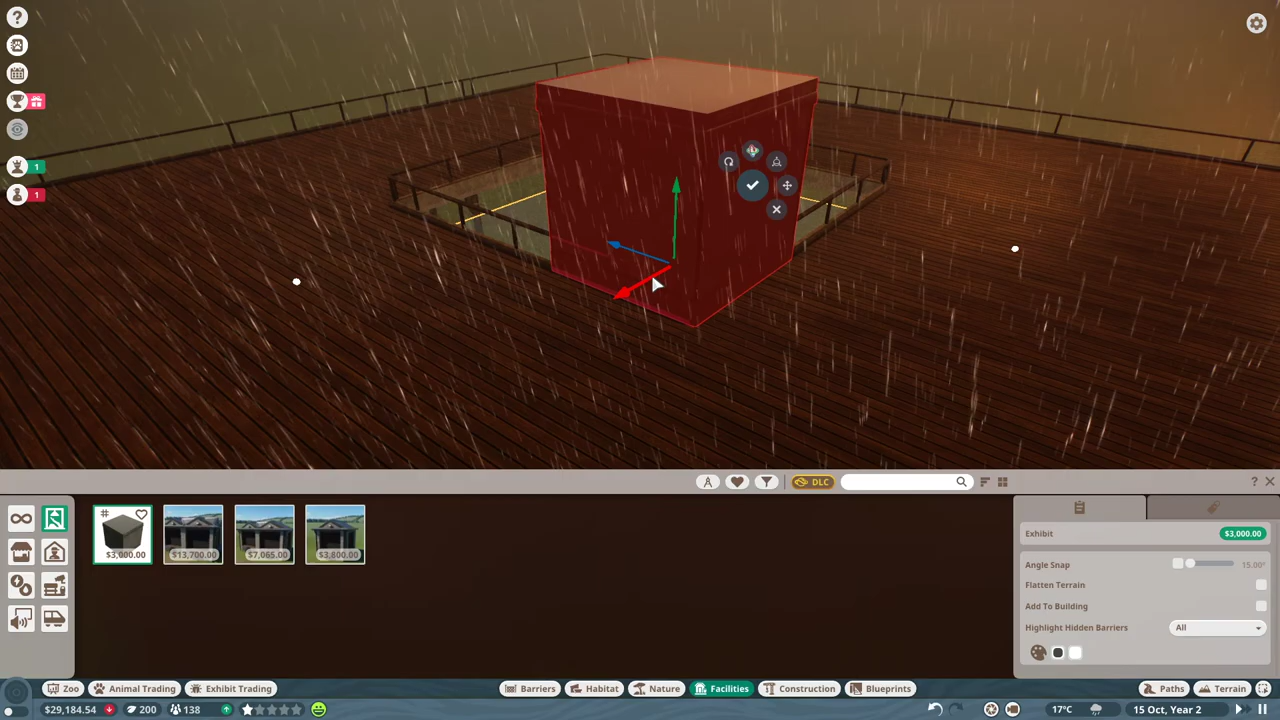 1
1
DLC
$3,000.00
$13,700.00
$7,065.00
$3,800.00
Exhibit
$3,000.00
Angle Snap
15.00°
Flatten Terrain
Add To Building
Highlight Hidden Barriers
All
Zoo
Animal Trading
Exhibit Trading
Barriers
Habitat
Nature
Facilities
Construction
Blueprints
Paths
Terrain
$29,184.54
200
138
17°C
15 Oct, Year 2